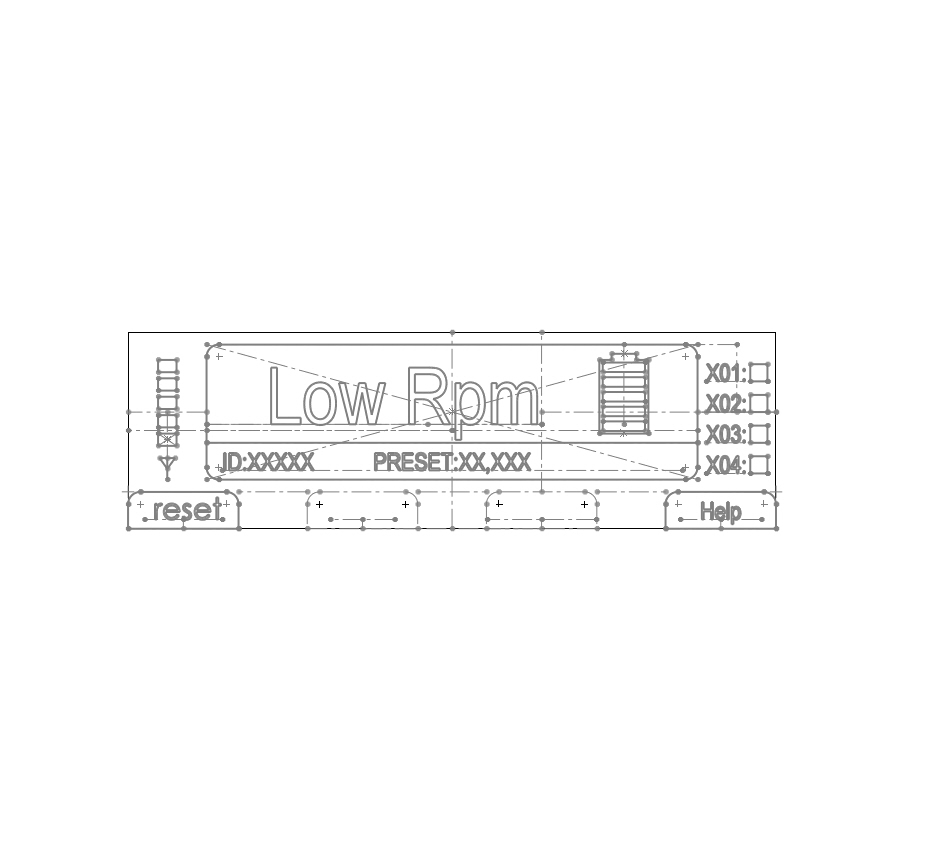 Low Rpm
ID:XXXXX PRESET:XX,XXX
X01:
X02:
X03:
X04:
reset
Help